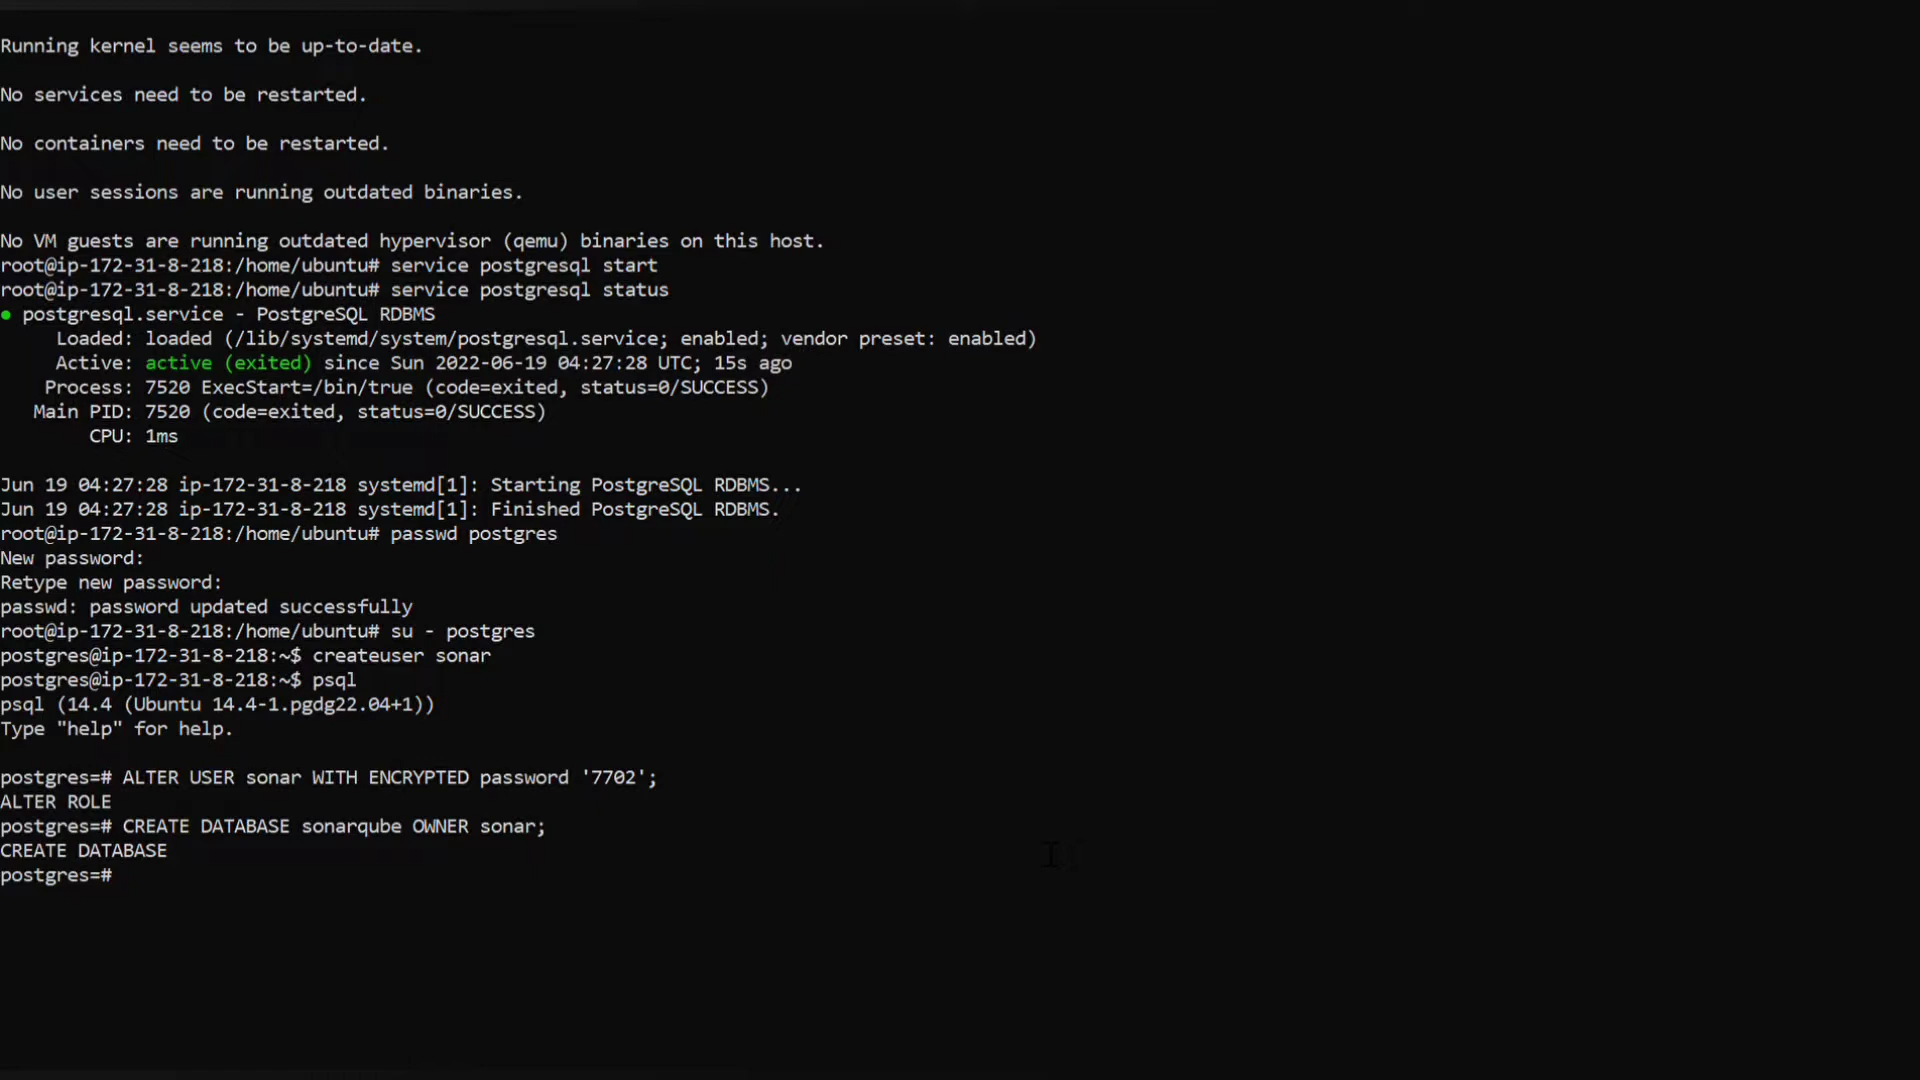 Running kernel seems to be up-to-date.
No services need to be restarted.
No containers need to be restarted.
No user sessions are running outdated binaries.
No VM guests are running outdated hypervisor (qemu) binaries on this host.
root@ip-172-31-8-218:/home/ubuntu# service postgresql start
root@ip-172-31-8-218:/home/ubuntu# service postgresql status
● postgresql.service - PostgreSQL RDBMS
Loaded: loaded (/lib/systemd/system/postgresql.service; enabled; vendor preset: enabled)
Active: active (exited) since Sun 2022-06-19 04:27:28 UTC; 15s ago
Process: 7520 ExecStart=/bin/true (code=exited, status=0/SUCCESS)
Main PID: 7520 (code=exited, status=0/SUCCESS)
CPU: 1ms
Jun 19 04:27:28 ip-172-31-8-218 systemd[1]: Starting PostgreSQL RDBMS...
Jun 19 04:27:28 ip-172-31-8-218 systemd[1]: Finished PostgreSQL RDBMS.
root@ip-172-31-8-218:/home/ubuntu# passwd postgres
New password:
Retype new password:
passwd: password updated successfully
root@ip-172-31-8-218:/home/ubuntu# su - postgres
postgres@ip-172-31-8-218:~$ createuser sonar
postgres@ip-172-31-8-218:~$ psql
psql (14.4 (Ubuntu 14.4-1.pgdg22.04+1))
Type "help" for help.
postgres=# ALTER USER sonar WITH ENCRYPTED password '7702';
ALTER ROLE
postgres=# CREATE DATABASE sonarqube OWNER sonar;
CREATE DATABASE
postgres=#